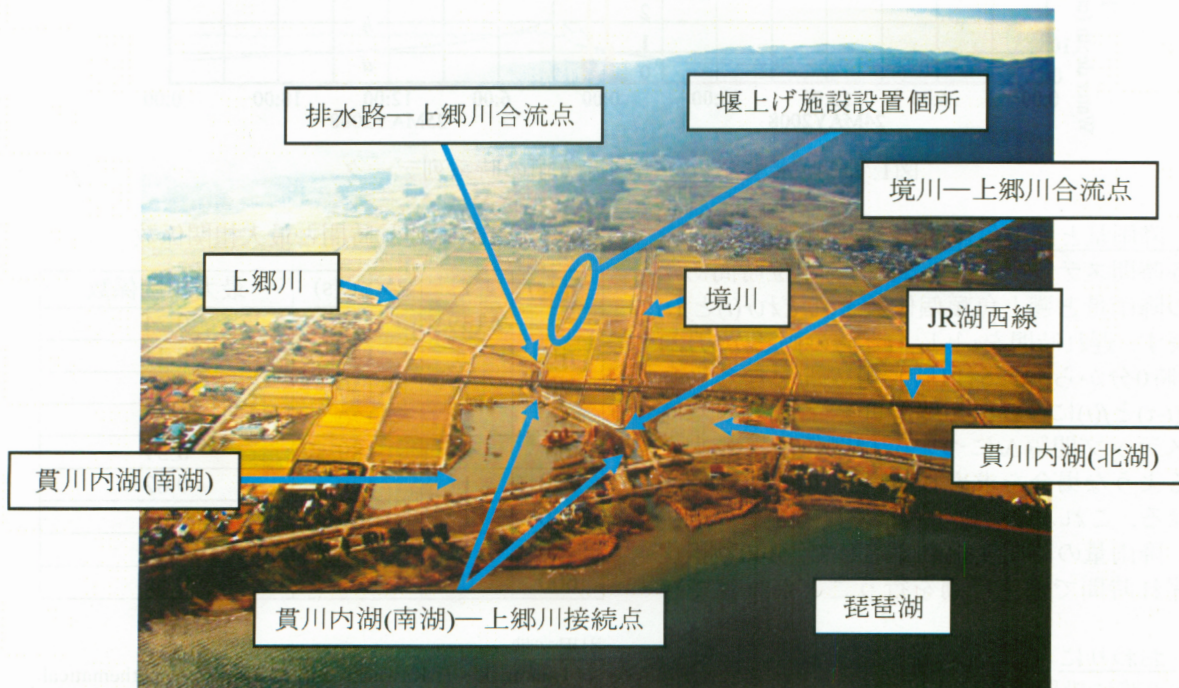 排水路―上郷川合流点
堰上げ施設設置個所
境川―上郷川合流点
上郷川
境川
JR湖西線
貫川内湖(南湖)
貫川内湖(北湖)
貫川内湖(南湖)―上郷川接続点
琵琶湖